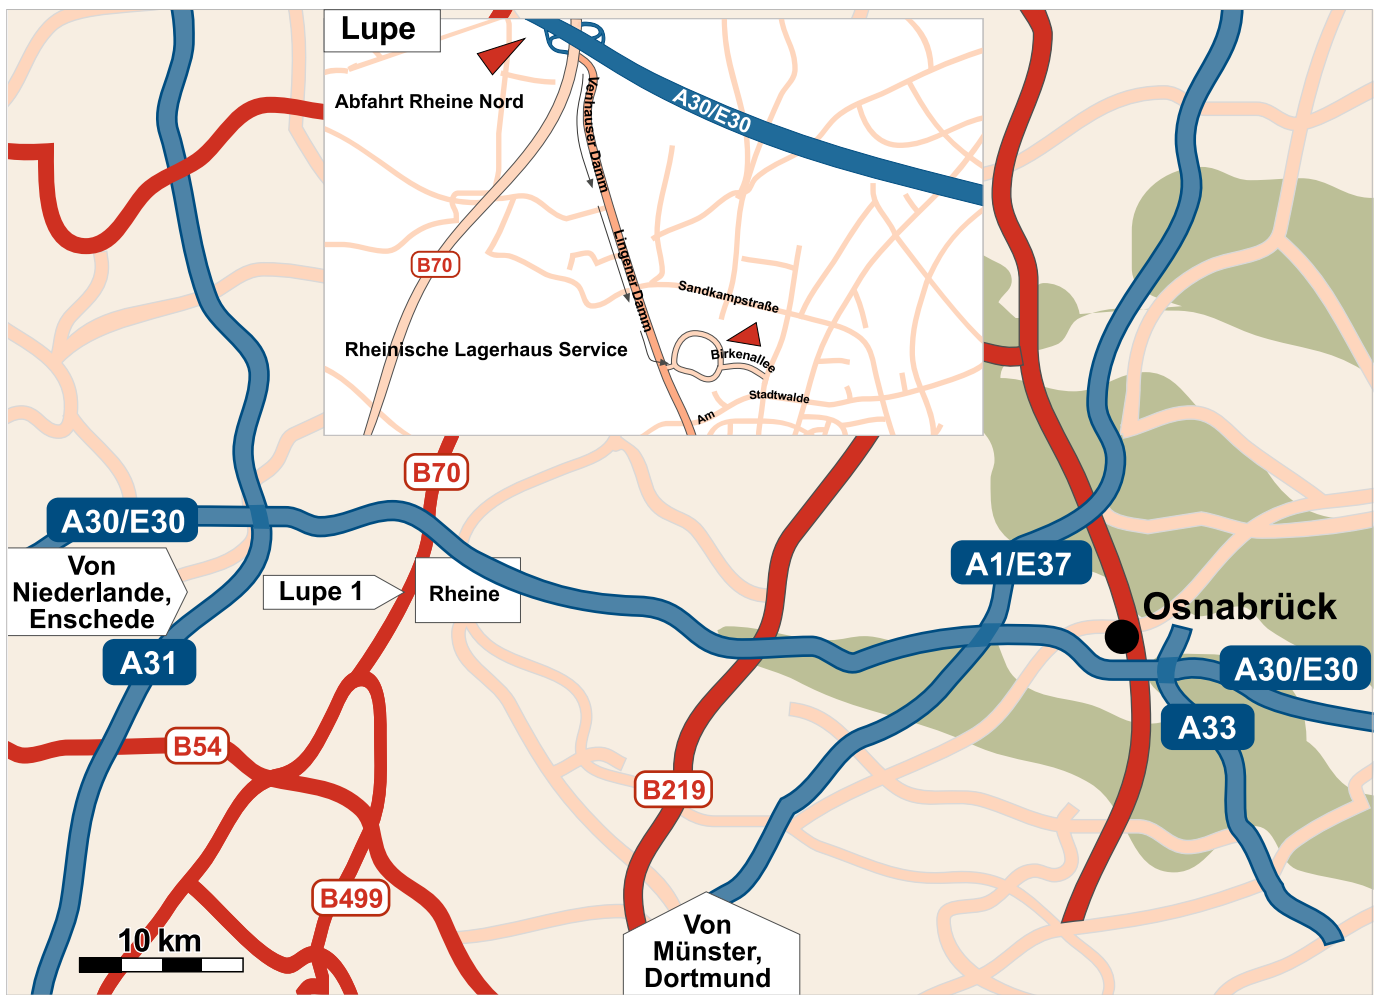 Lupe
Abfahrt Rheine Nord
A30/E30
Venhauser Damm
Lingener Damm
B70
Sandkampstraße
Rheinische Lagerhaus Service
Birkenallee
Stadtwalde
Am
B70
A30/E30
Von
Niederlande,
Enschede
Lupe 1
Rheine
A1/E37
Osnabrück
A31
A30/E30
A33
B54
B219
B499
10 km
Von
Münster,
Dortmund